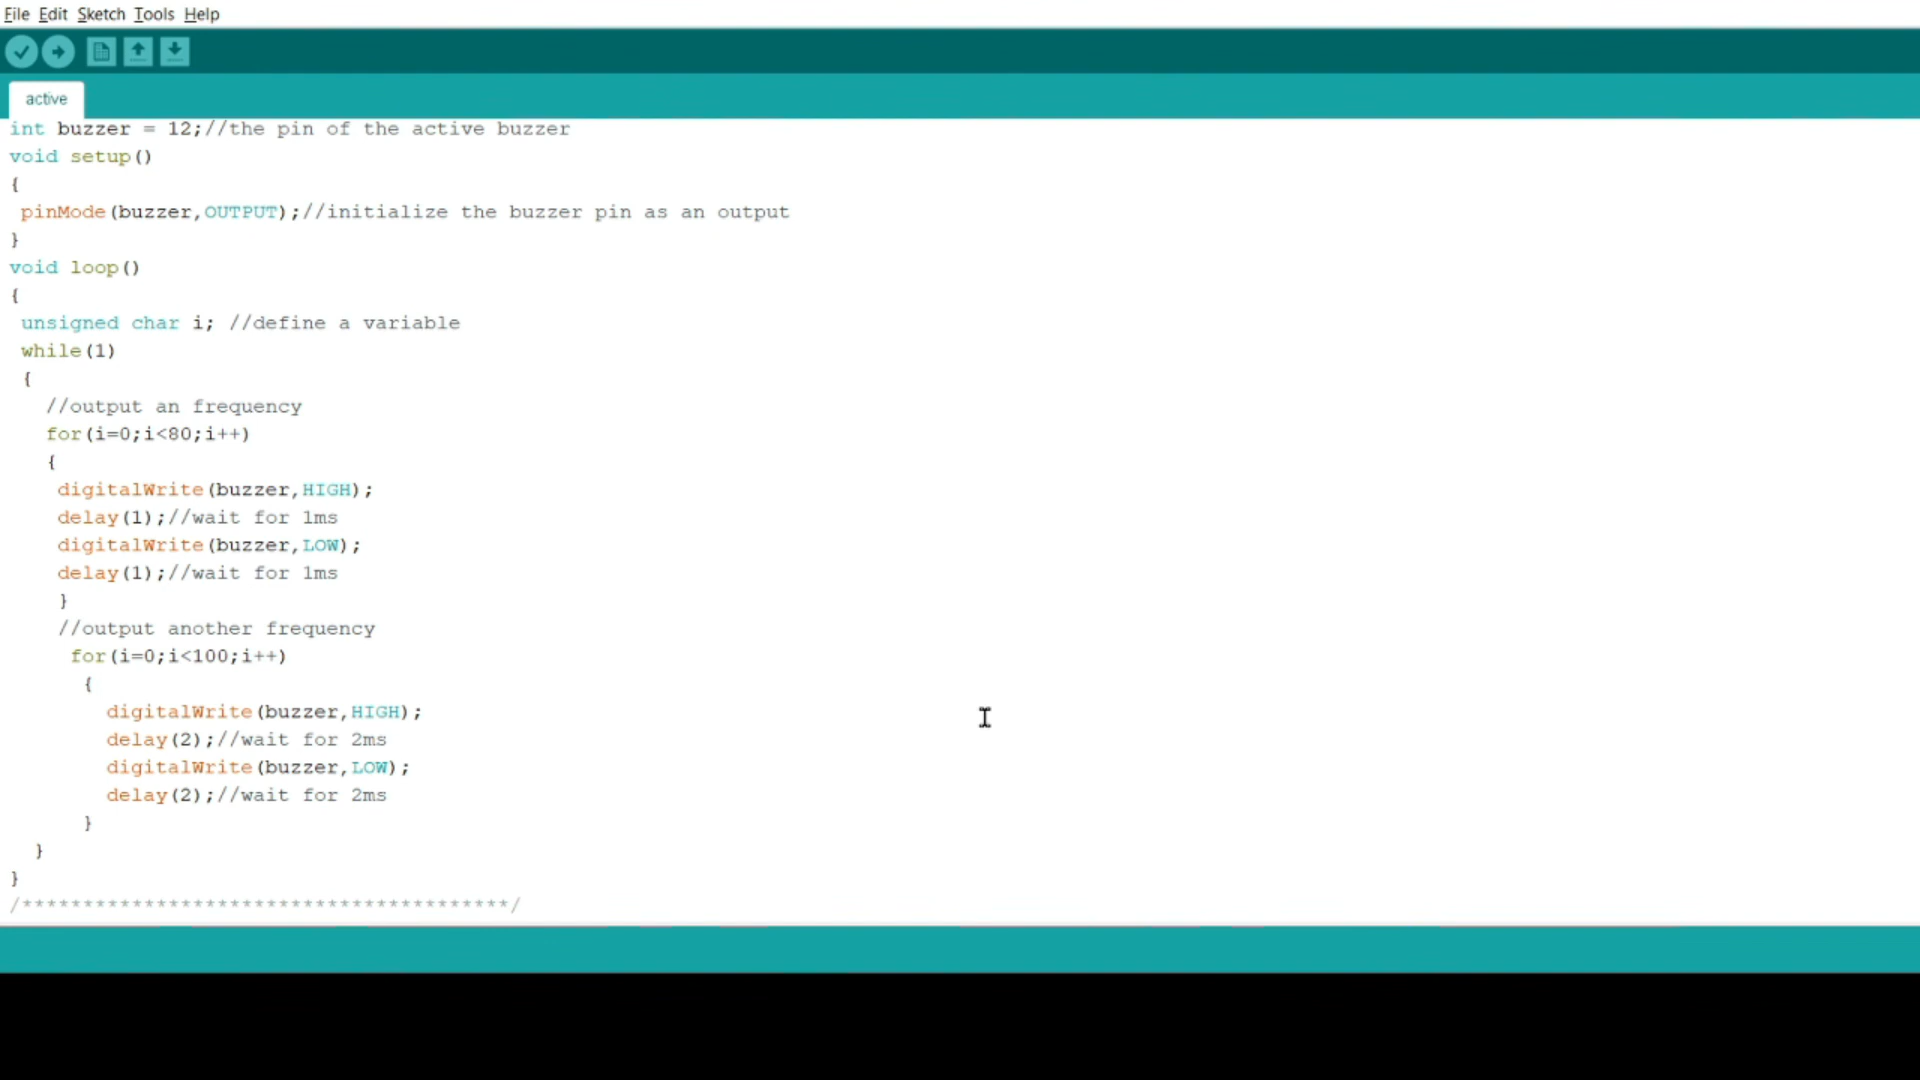 File Edit Sketch Tools Help
active
int buzzer = 12;//the pin of the active buzzer
void setup()
{
pinMode(buzzer,OUTPUT);//initialize the buzzer pin as an output
}
void loop()
{
unsigned char i; //define a variable
while(1)
{
//output an frequency
for(i=0;i<80;i++)
{
digitalWrite(buzzer,HIGH);
delay(1);//wait for 1ms
digitalWrite(buzzer,LOW);
delay(1);//wait for 1ms
}
//output another frequency
for(i=0;i<100;i++)
{
digitalWrite(buzzer,HIGH);
delay(2);//wait for 2ms
digitalWrite(buzzer,LOW);
delay(2);//wait for 2ms
}
}
}
/****************************************/